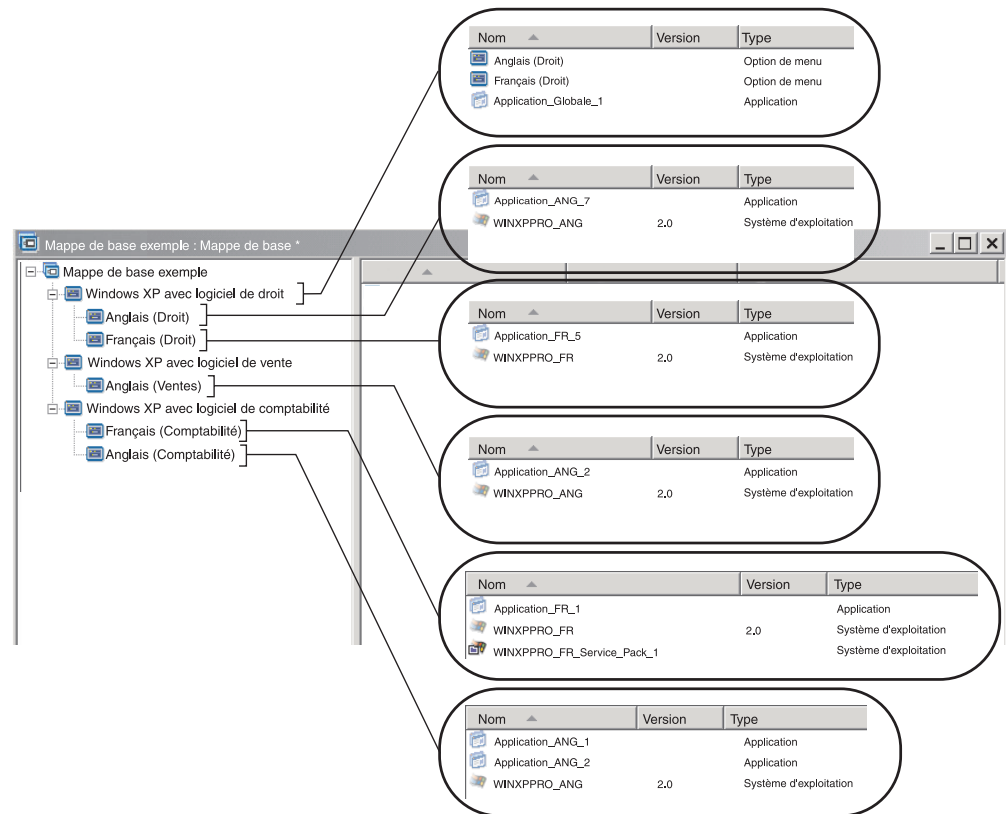 Nom Version Type
Anglais (Droit) Option de menu
Français (Droit) Option de menu
Application_Globale_1 Application
Nom Version Type
Application_ANG_7 Application
WINXPPRO_ANG 2.0 Système d'exploitation
Mappe de base exemple : Mappe de base *
Mappe de base exemple
Windows XP avec logiciel de droit
Anglais (Droit)
Français (Droit)
Windows XP avec logiciel de vente
Anglais (Ventes)
Windows XP avec logiciel de comptabilité
Français (Comptabilité)
Anglais (Comptabilité)
Nom Version Type
Application_FR_5 Application
WINXPPRO_FR 2.0 Système d'exploitation
Nom Version Type
Application_ANG_2 Application
WINXPPRO_ANG 2.0 Système d'exploitation
Nom Version Type
Application_FR_1 Application
WINXPPRO_FR 2.0 Système d'exploitation
WINXPPRO_FR_Service_Pack_1 Système d'exploitation
Nom Version Type
Application_ANG_1 Application
Application_ANG_2 Application
WINXPPRO_ANG 2.0 Système d'exploitation